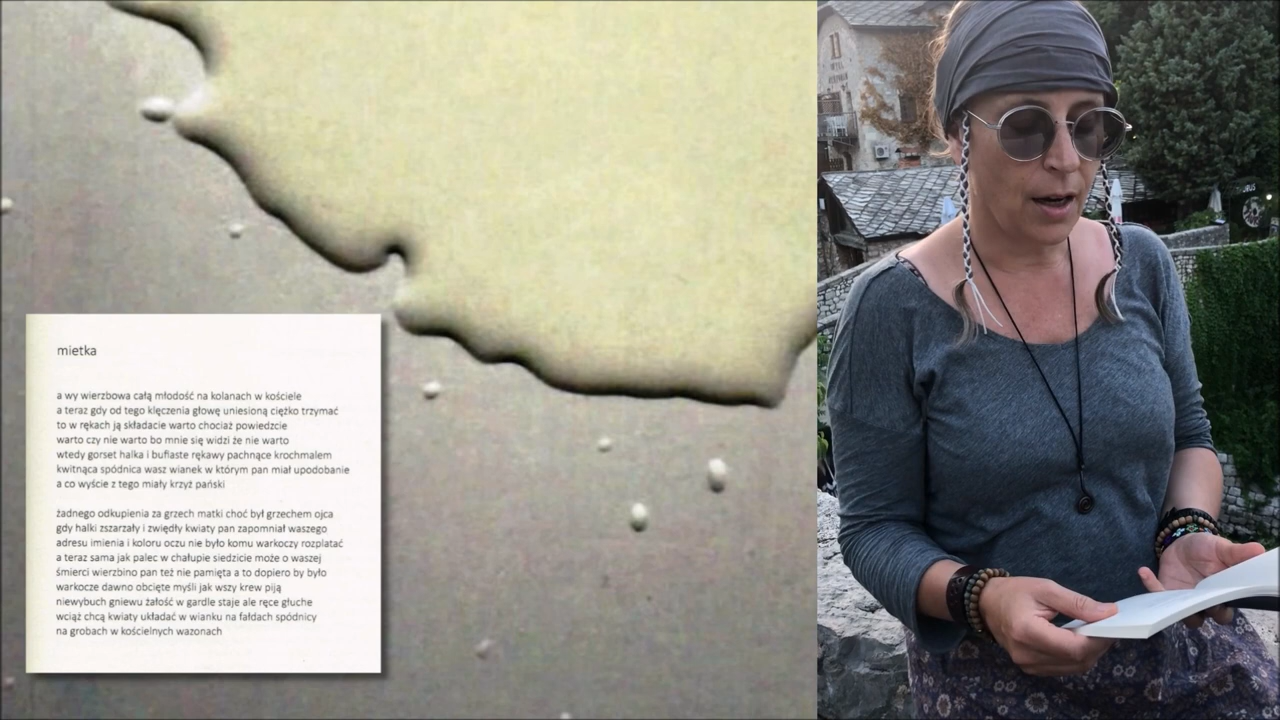 mietka
a wy wierzbowa całą młodość na kolanach w kościele
a teraz gdy od tego klęczenia głowę uniesioną ciężko trzymać
to w rękach ją składacie warto chociaż powiedzcie
warto czy nie warto bo mnie się widzi że nie warto
wtedy gorset halka i bufiaste rękawy pachnące krochmalem
kwitnąca spódnica wasz wianek w którym pan miał upodobanie
a co wyście z tego miały krzyż pański
żadnego odkupienia za grzech matki choć był grzechem ojca
gdy halki zszarzały i zwiędły kwiaty pan zapomniał waszego
adresu imienia i koloru oczu nie było komu warkoczy rozplatać
a teraz sama jak palec w chałupie siedzicie może o waszej
śmierci wierzbino pan też nie pamięta a to dopiero by było
warkocze dawno obcięte myśli jak wszy krew piją
niewybuch gniewu żałość w gardle staje ale ręce głuche
wciąż chcą kwiaty układać w wianku na fałdach spódnicy
na grobach w kościelnych wazonach